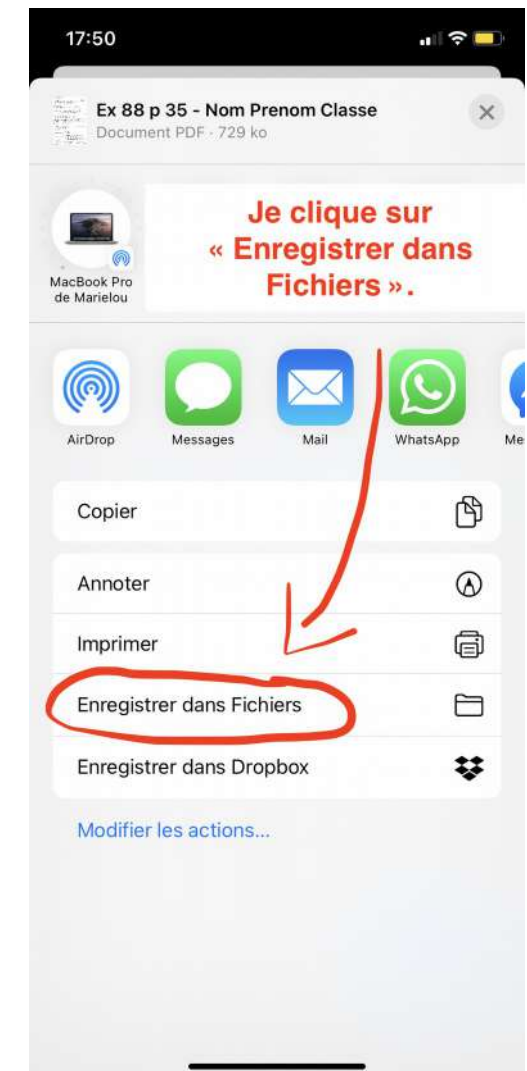 17:50
Ex 88 p 35 - Nom Prenom Classe
Document PDF · 729 ko
Je clique sur
« Enregistrer dans
Fichiers ».
MacBook Pro
de Marielou
AirDrop
Messages
Mail
WhatsApp
Me
Copier
Annoter
Imprimer
Enregistrer dans Fichiers
Enregistrer dans Dropbox
Modifier les actions...